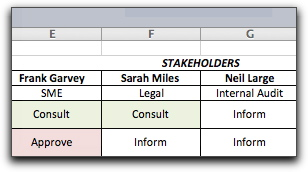 E F G
STAKEHOLDERS
Frank Garvey Sarah Miles Neil Large
SME Legal Internal Audit
Consult Consult Inform
Approve Inform Inform